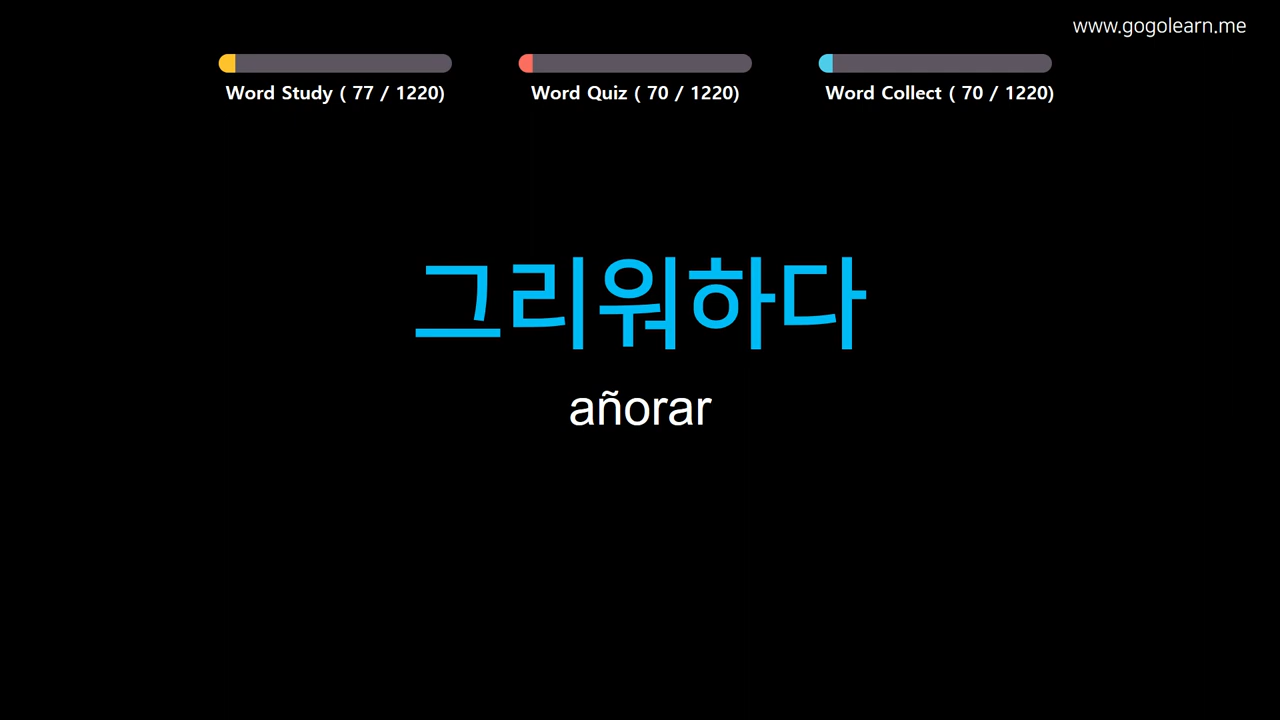 www.gogolearn.me
Word Study ( 77 / 1220)
Word Quiz ( 70 / 1220)
Word Collect ( 70 / 1220)
그리워하다
añorar